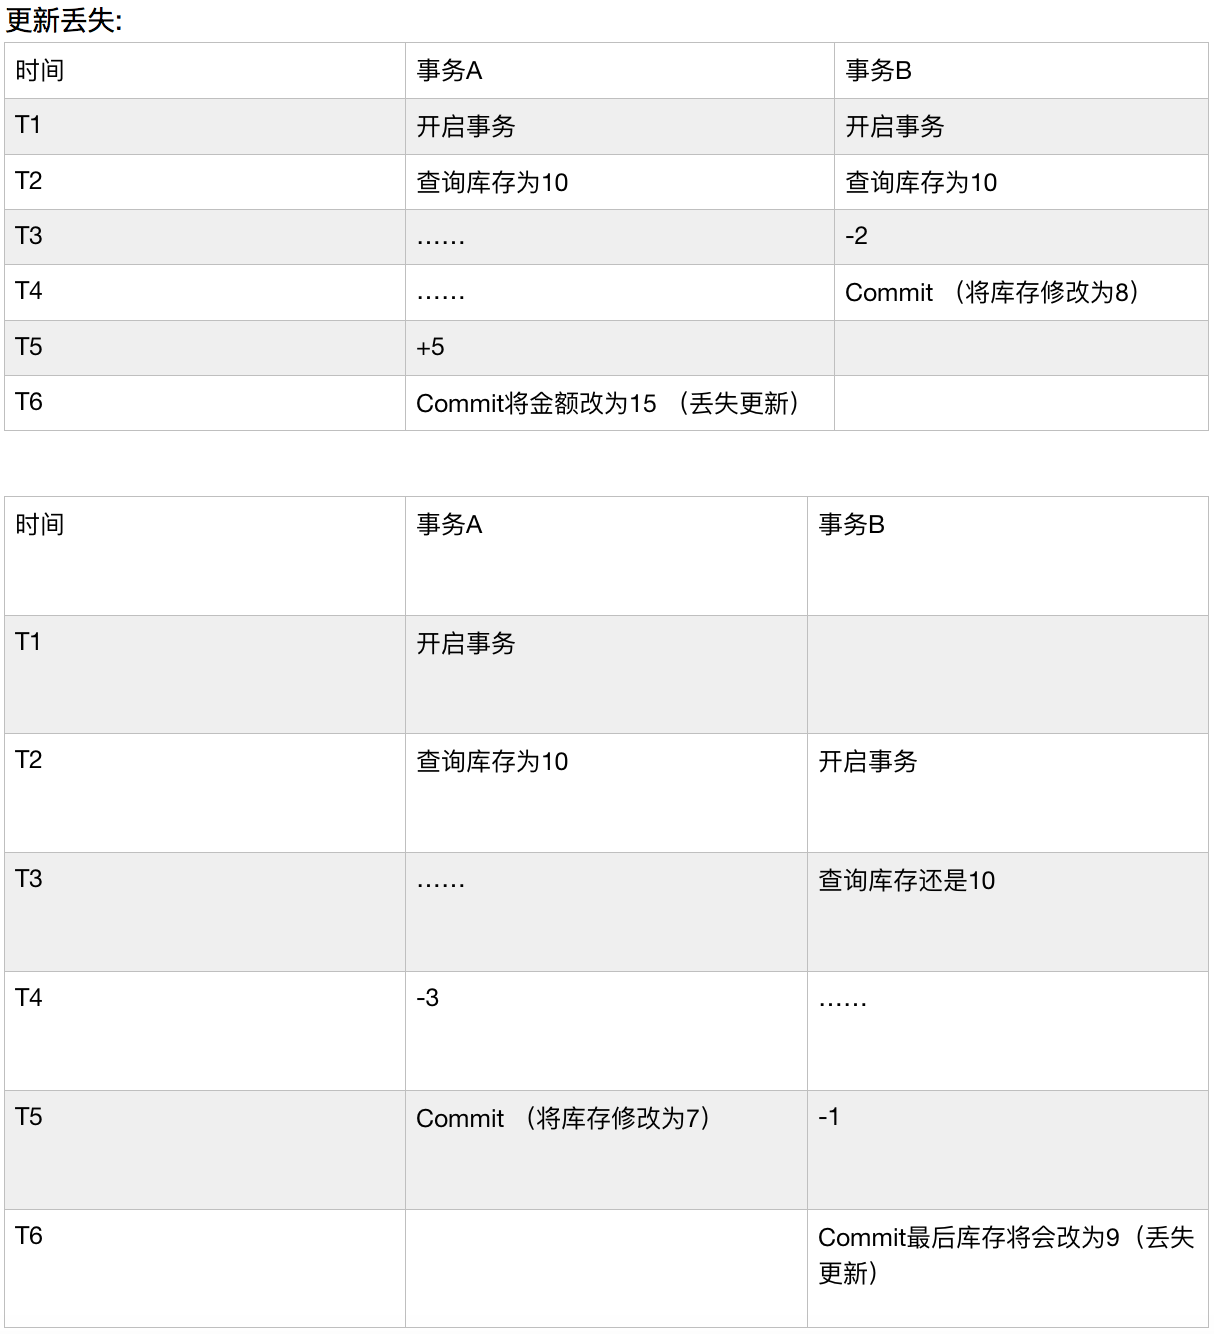 更新丢失:
时间 事务A 事务B
T1 开启事务 开启事务
T2 查询库存为10 查询库存为10
T3 …… -2
T4 …… Commit （将库存修改为8）
T5 +5
T6 Commit将金额改为15 （丢失更新）
时间 事务A 事务B
T1 开启事务
T2 查询库存为10 开启事务
T3 …… 查询库存还是10
T4 -3 ……
T5 Commit （将库存修改为7） -1
T6 Commit最后库存将会改为9（丢失
更新）